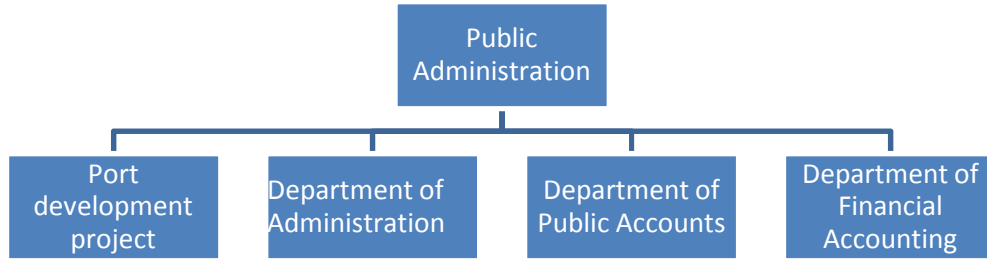 Public
Administration
Port
development
project
Department of
Administration
Department of
Public Accounts
Department of
Financial
Accounting